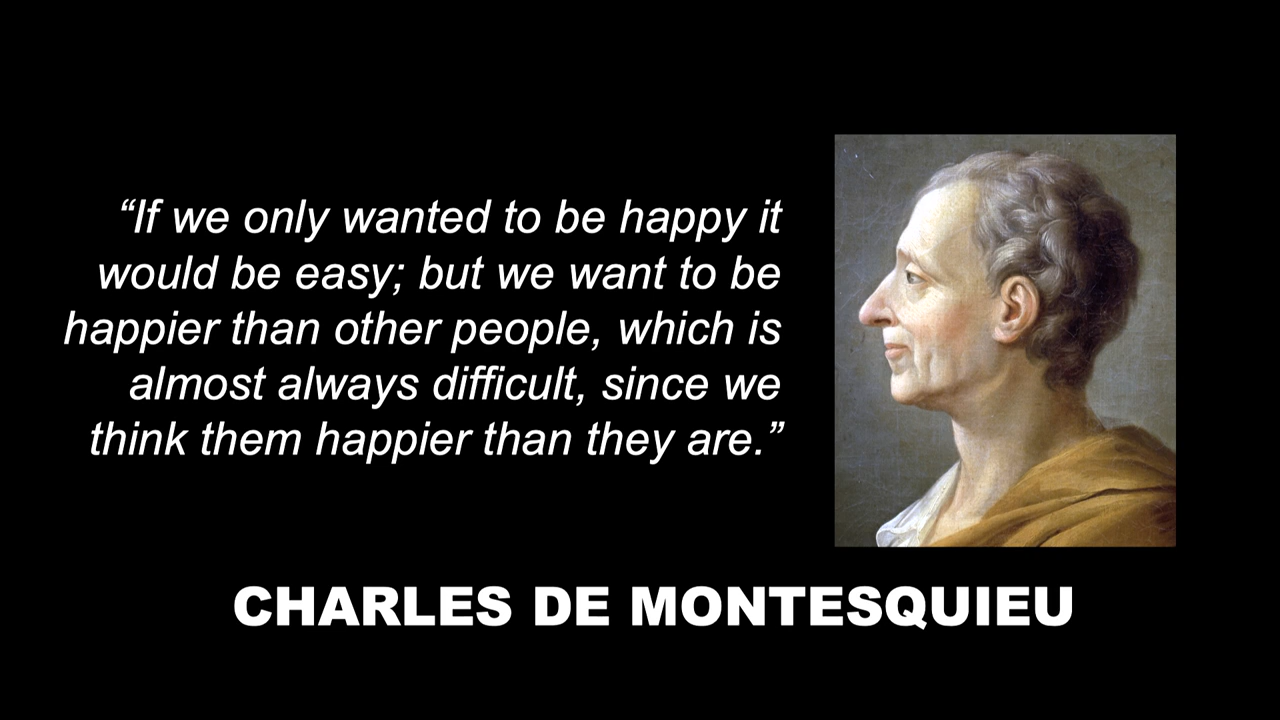 “If we only wanted to be happy it
would be easy; but we want to be
happier than other people, which is
almost always difficult, since we
think them happier than they are.”
CHARLES DE MONTESQUIEU